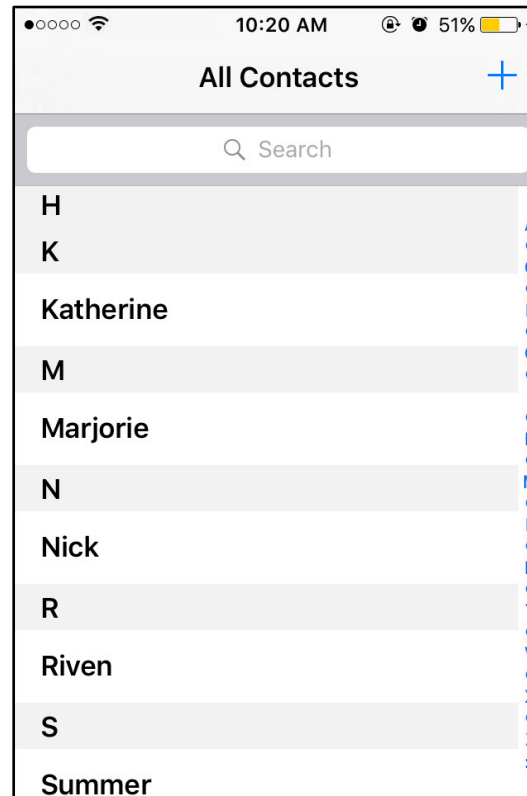 10:20 AM 51%
All Contacts
Search
H
K
Katherine
M
Marjorie
N
Nick
R
Riven
S
Summer